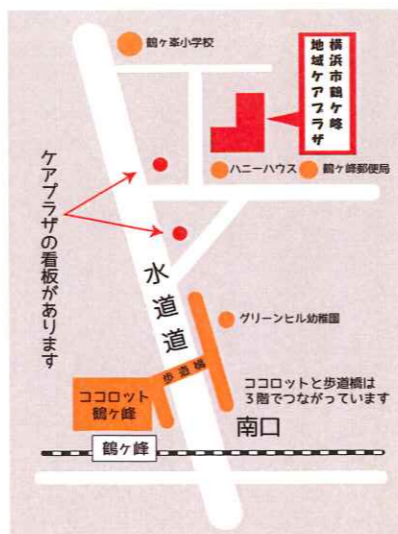 鶴ヶ峯小学校
横浜市鶴ケ峰
地域ケアプラザ
ハニーハウス
鶴ケ峰郵便局
ケアプラザの看板があります
水道道
グリーンヒル幼稚園
歩道橋
ココロット
鶴ケ峰
ココロットと歩道橋は
3階でつながっています
南口
鶴ケ峰